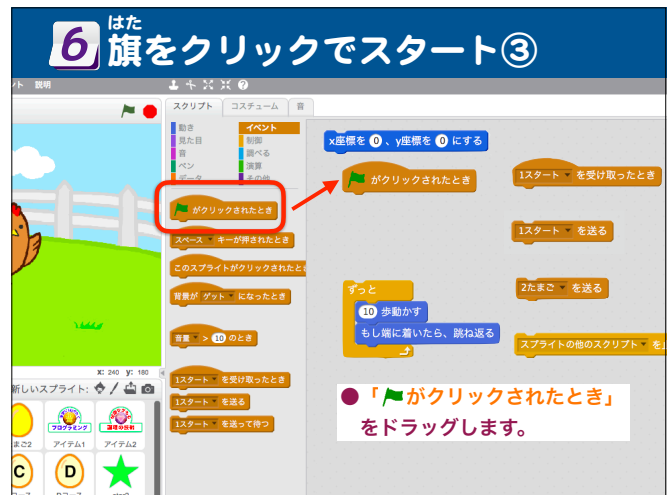 はた
6 旗をクリックでスタート③
ント 説明
スクリプト コスチューム 音
動き イベント
見た目 制御
音 調べる
ペン 演算
データ その他
がクリックされたとき
スペース キーが押されたとき
このスプライトがクリックされたとき
背景が ゲット になったとき
音量 > 10 のとき
1スタート を受け取ったとき
1スタート を送る
1スタート を送って待つ
x座標を 0 、y座標を 0 にする
がクリックされたとき
1スタート を受け取ったとき
1スタート を送る
2たまご を送る
ずっと
10 歩動かす
もし端に着いたら、跳ね返る
スプライトの他のスクリプト を
●「がクリックされたとき」
をドラッグします。
x: 240 y: 180
新しいスプライト:
プログラミング
まご2 アイテム1 アイテム2
C D